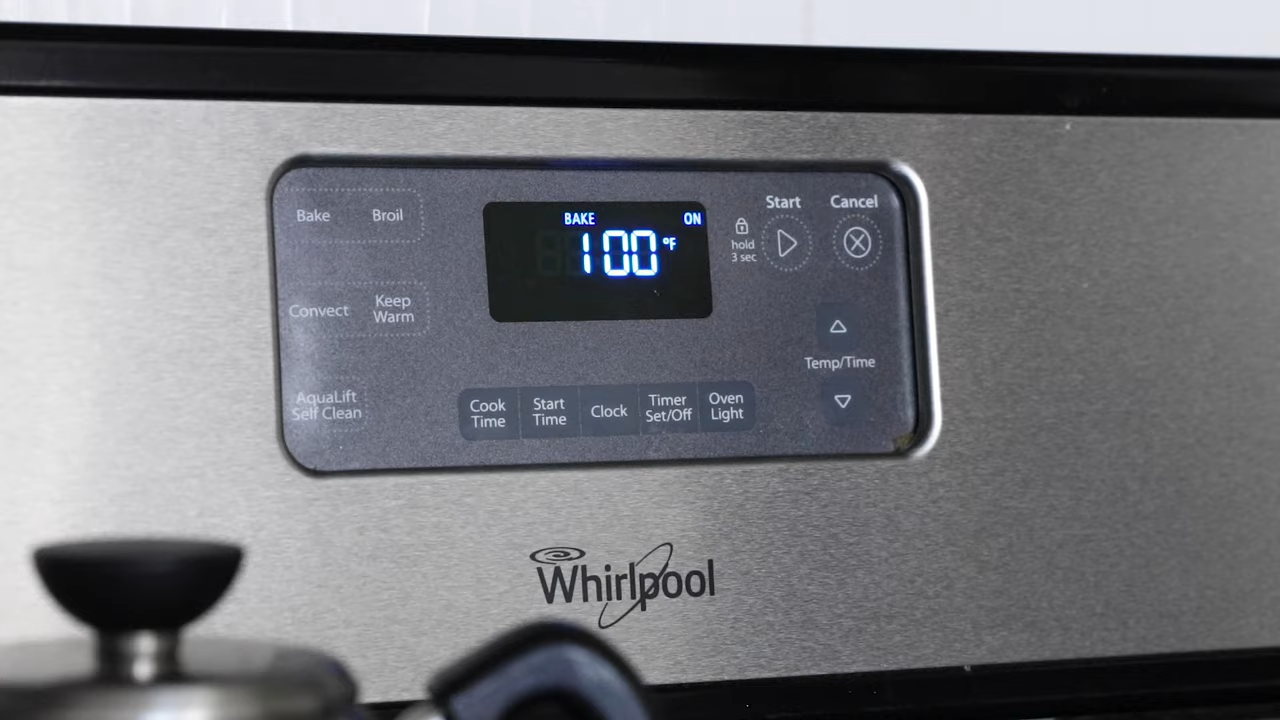 Bake Broil
Convect Keep
Warm
AquaLift
Self Clean
BAKE ON
100°F
hold
3 sec
Start Cancel
Temp/Time
Cook
Time
Start
Time
Clock
Timer
Set/Off
Oven
Light
Whirlpool